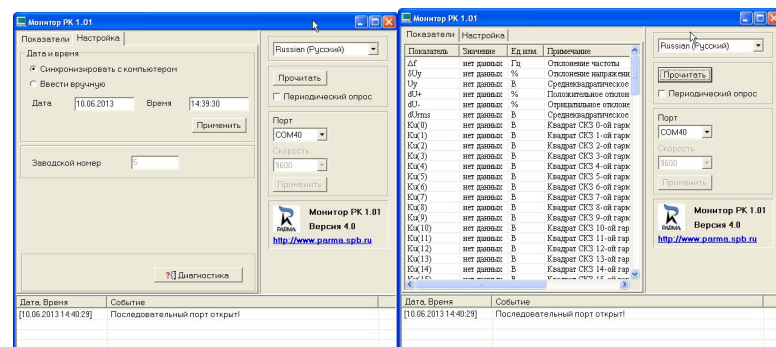 Монитор РК 1.01
Показатели Настройка
Дата и время
Синхронизировать с компьютером
Ввести вручную
Дата 10.06.2013 Время 14:39:30
Применить
Заводской номер 5
?(| Диагностика
Russian (Русский)
Прочитать
Периодический опрос
Порт
COM40
Скорость
9600
Применить
PARMA
Монитор РК 1.01
Версия 4.0
http://www.parma.spb.ru
Дата, Время Событие
[10.06.2013 14:40:29] Последовательный порт открыт!
Монитор РК 1.01
Показатели Настройка
Показатель Значение Ед.изм. Примечание
Δf нет данных Гц Отклонение частоты
δUy нет данных % Отклонение напряжени
Uy нет данных В Среднеквадратическое
dU+ нет данных % Положительное отклон
dU- нет данных % Отрицательное отклоне
dUrms нет данных В Среднеквадратическое
Ku(0) нет данных В Квадрат СКЗ 0-ой гарм
Ku(1) нет данных В Квадрат СКЗ 1-ой гарм
Ku(2) нет данных В Квадрат СКЗ 2-ой гарм
Ku(3) нет данных В Квадрат СКЗ 3-ой гарм
Ku(4) нет данных В Квадрат СКЗ 4-ой гарм
Ku(5) нет данных В Квадрат СКЗ 5-ой гарм
Ku(6) нет данных В Квадрат СКЗ 6-ой гарм
Ku(7) нет данных В Квадрат СКЗ 7-ой гарм
Ku(8) нет данных В Квадрат СКЗ 8-ой гарм
Ku(9) нет данных В Квадрат СКЗ 9-ой гарм
Ku(10) нет данных В Квадрат СКЗ 10-ой гар
Ku(11) нет данных В Квадрат СКЗ 11-ой гар
Ku(12) нет данных В Квадрат СКЗ 12-ой гар
Ku(13) нет данных В Квадрат СКЗ 13-ой гар
Ku(14) нет данных В Квадрат СКЗ 14-ой гар
Ku(15) нет данных В Квадрат СКЗ 15-ой гар
Russian (Русский)
Прочитать
Периодический опрос
Порт
COM40
Скорость
9600
Применить
PARMA
Монитор РК 1.01
Версия 4.0
http://www.parma.spb.ru
Дата, Время Событие
[10.06.2013 14:40:29] Последовательный порт открыт!